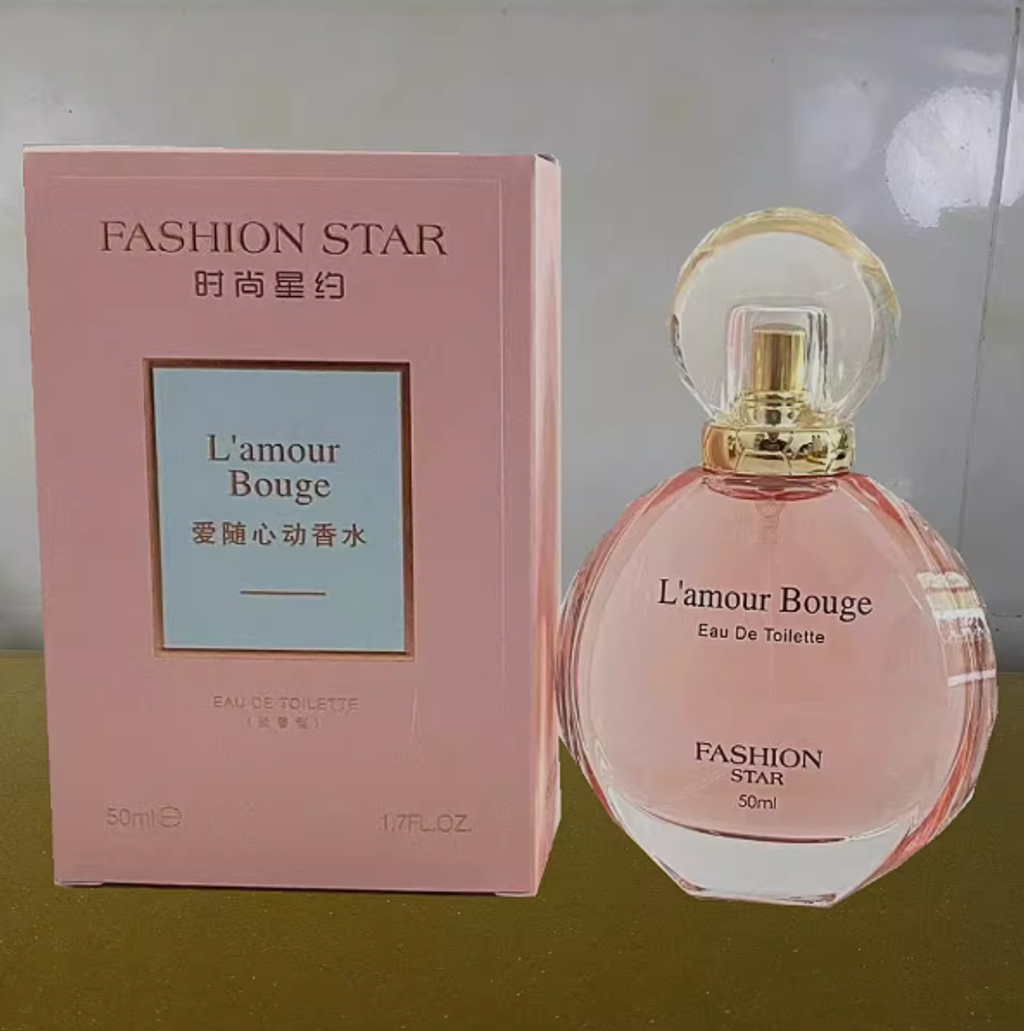 FASHION STAR
时尚星约
L'amour
Bouge
爱随心动香水
EAU DE TOILETTE
50ml℮
1.7FL.OZ.
L'amour Bouge
Eau De Toilette
FASHION
STAR
50ml